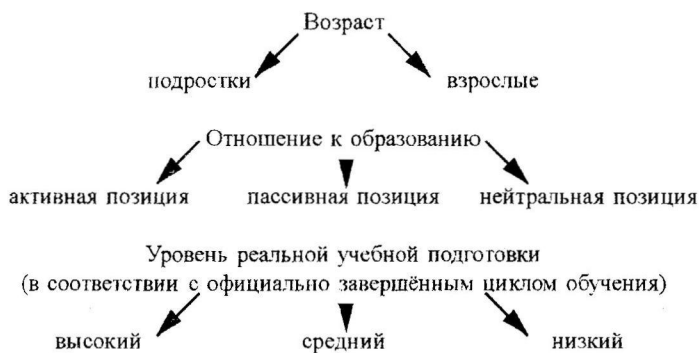 Возраст
подростки взрослые
Отношение к образованию
активная позиция пассивная позиция нейтральная позиция
Уровень реальной учебной подготовки
(в соответствии с официально завершённым циклом обучения)
высокий средний низкий